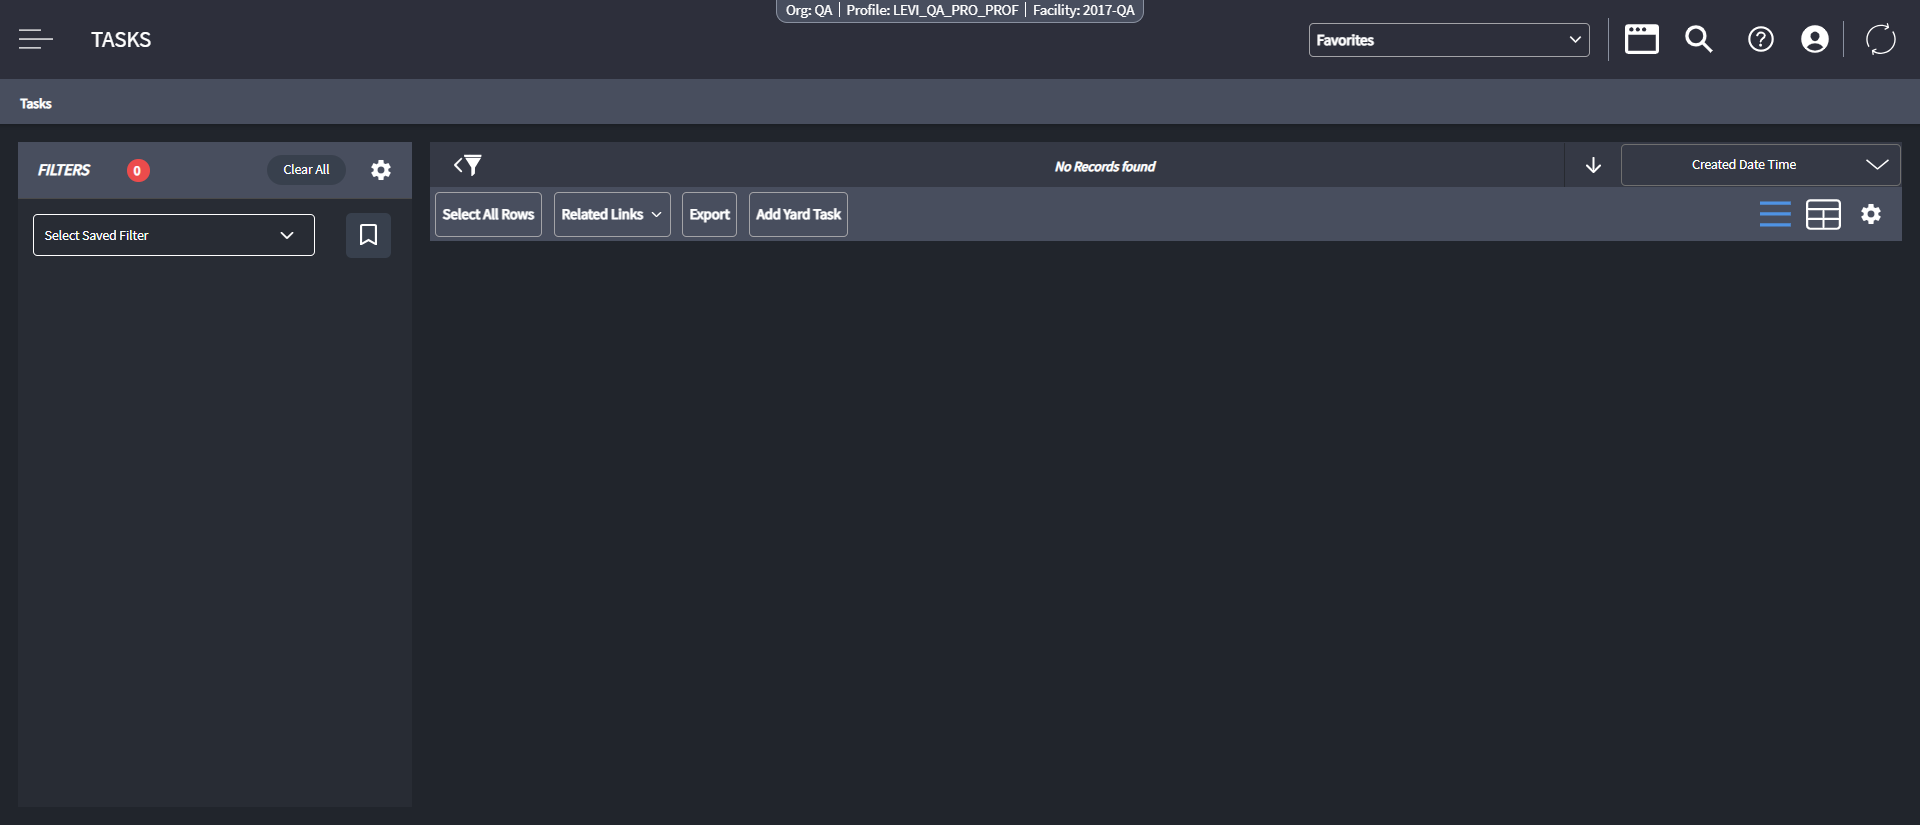 Org: QA | Profile: LEVI_QA_PRO_PROF | Facility: 2017-QA
TASKS
Favorites
Tasks
FILTERS 0 Clear All
No Records found
Created Date Time
Select Saved Filter
Select All Rows Related Links Export Add Yard Task